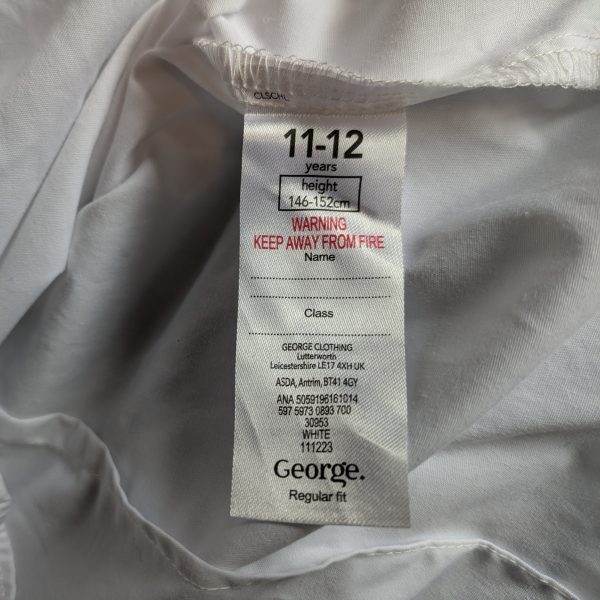 CLSCHL
11-12
years
height
146-152cm
WARNING
KEEP AWAY FROM FIRE
Name
Class
GEORGE CLOTHING
Lutterworth
Leicestershire LE17 4XH UK
ASDA, Antrim, BT41 4GY
ANA 5059196161014
597 5973 0893 700
30953
WHITE
111223
George.
Regular fit